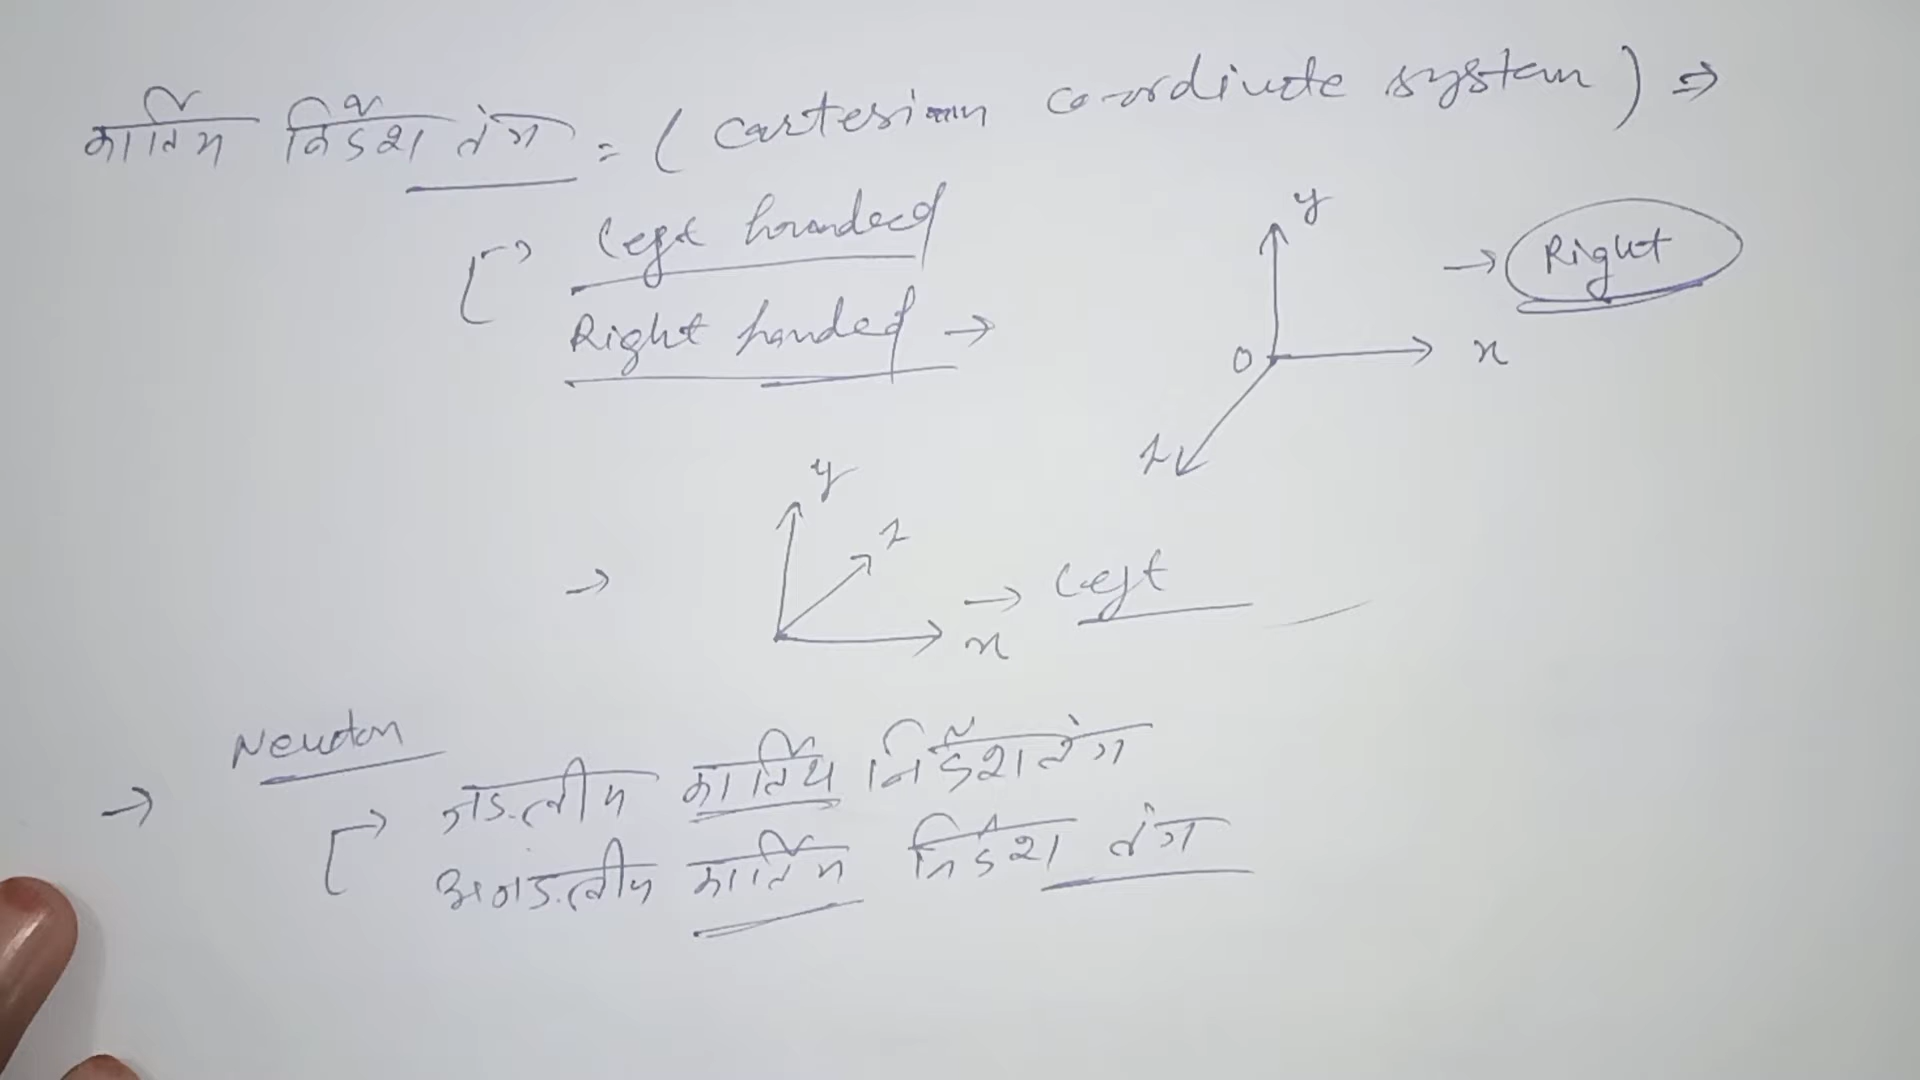 कार्तिय निर्देश तंत्र = ( Cartesian co-ordinate system ) ⇒
→ Left handed
Right handed →
y
→ Right
O
x
z
y
z
→
→ Left
x
Newton
→
→ जड़त्वीय कार्तिय निर्देश तंत्र
अजड़त्वीय कार्तिय निर्देश तंत्र